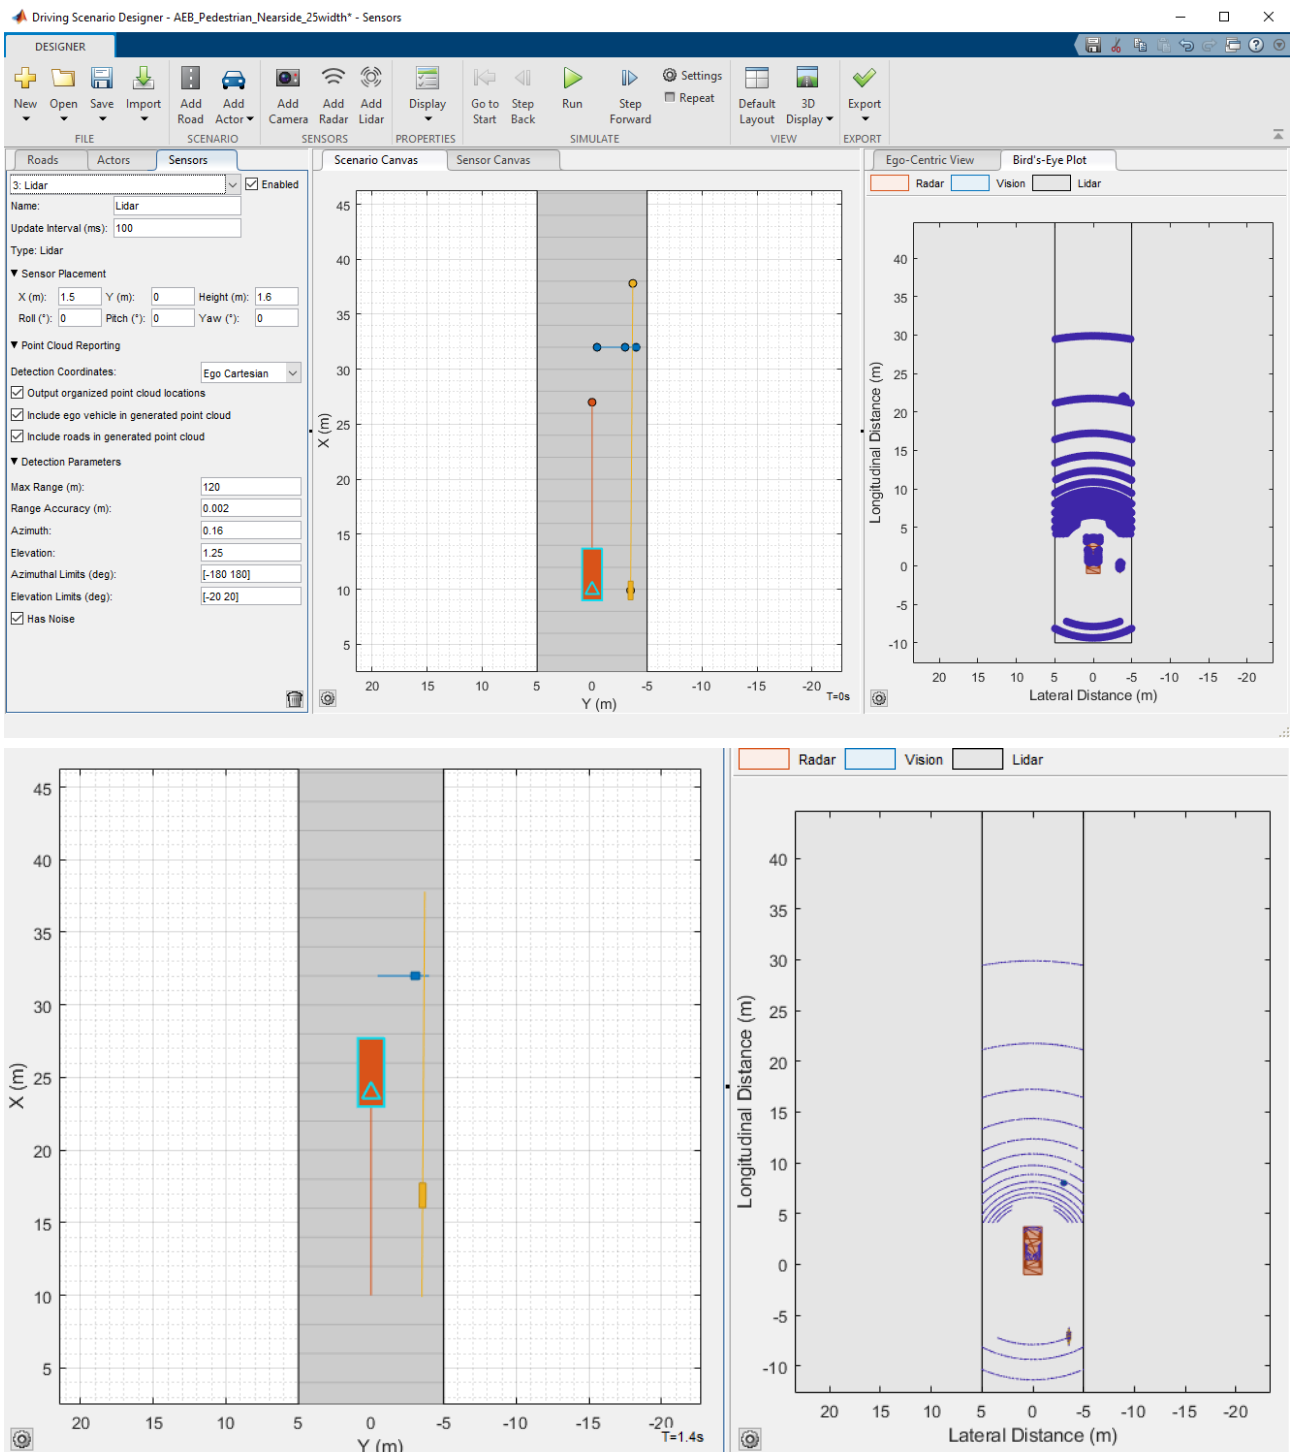 Driving Scenario Designer - AEB_Pedestrian_Nearside_25width* - Sensors
DESIGNER
New Open Save Import Add Road Add Actor Add Camera Add Radar Add Lidar Display Go to Start Step Back Run Step Forward Settings Repeat Default Layout 3D Display Export
FILE SCENARIO SENSORS PROPERTIES SIMULATE VIEW EXPORT
Roads Actors Sensors
3: Lidar Enabled
Name: Lidar
Update Interval (ms): 100
Type: Lidar
Sensor Placement
X (m): 1.5 Y (m): 0 Height (m): 1.6
Roll (°): 0 Pitch (°): 0 Yaw (°): 0
Point Cloud Reporting
Detection Coordinates: Ego Cartesian
Output organized point cloud locations
Include ego vehicle in generated point cloud
Include roads in generated point cloud
Detection Parameters
Max Range (m): 120
Range Accuracy (m): 0.002
Azimuth: 0.16
Elevation: 1.25
Azimuthal Limits (deg): [-180 180]
Elevation Limits (deg): [-20 20]
Has Noise
Scenario Canvas Sensor Canvas
45
40
35
30
25
20
15
10
5
X (m)
20 15 10 5 0 -5 -10 -15 -20
Y (m)
T=0s
Ego-Centric View Bird's-Eye Plot
Radar Vision Lidar
40
35
30
25
20
15
10
5
0
-5
-10
Longitudinal Distance (m)
20 15 10 5 0 -5 -10 -15 -20
Lateral Distance (m)
45
40
35
30
25
20
15
10
5
X (m)
20 15 10 5 0 -5 -10 -15 -20
Y (m)
T=1.4s
Radar Vision Lidar
40
35
30
25
20
15
10
5
0
-5
-10
Longitudinal Distance (m)
20 15 10 5 0 -5 -10 -15 -20
Lateral Distance (m)